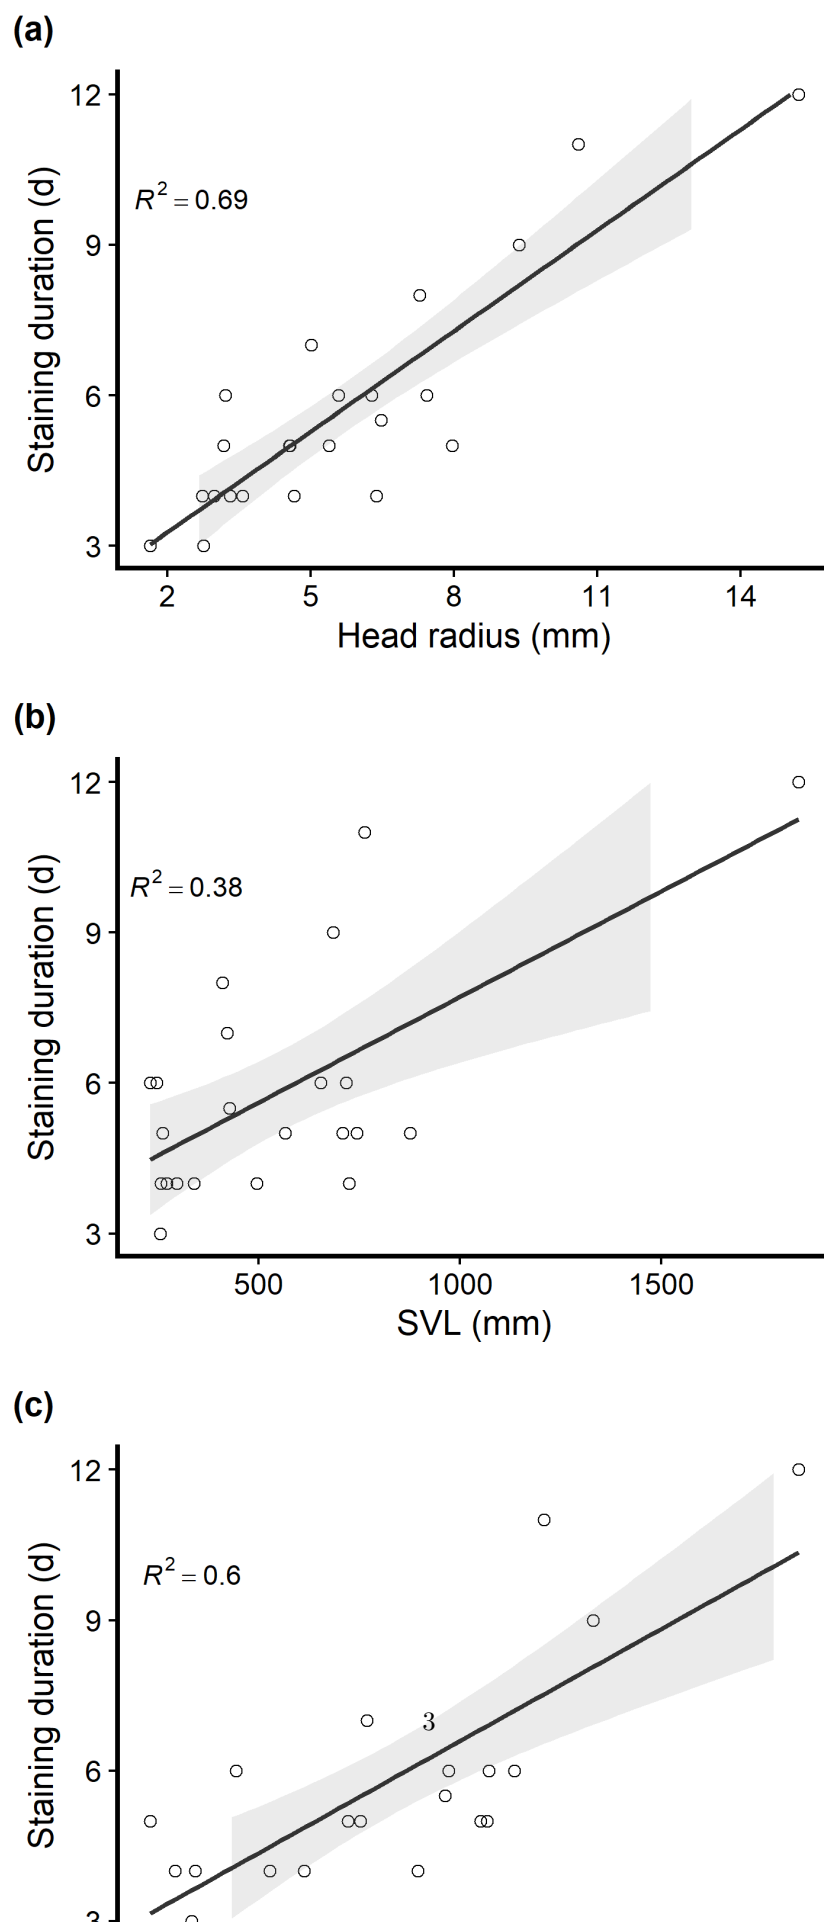 (a)
12
R² = 0.69
9
6
3
2 5 8 11 14
Head radius (mm)
Staining duration (d)
(b)
12
R² = 0.38
9
6
3
500 1000 1500
SVL (mm)
Staining duration (d)
(c)
12
R² = 0.6
9
3
6
3
Staining duration (d)